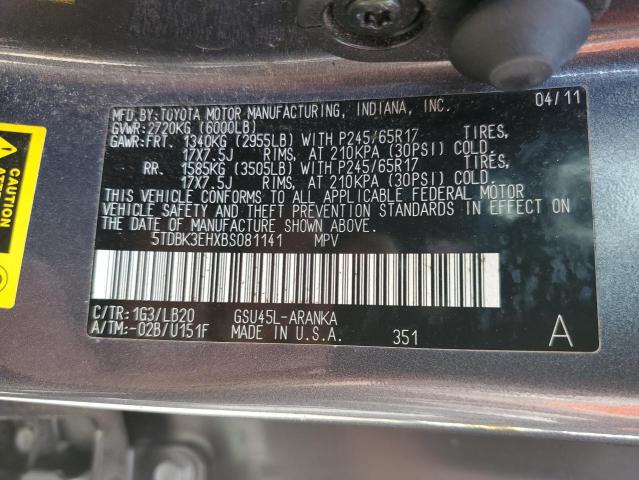 MFD. BY: TOYOTA MOTOR MANUFACTURING, INDIANA, INC. 04/11
GVWR: 2720KG (6000LB)
GAWR: FRT. 1340KG (2955LB) WITH P245/65R17 TIRES,
17X7.5J RIMS, AT 210KPA (30PSI) COLD.
RR. 1585KG (3505LB) WITH P245/65R17 TIRES,
17X7.5J RIMS, AT 210KPA (30PSI) COLD.
THIS VEHICLE CONFORMS TO ALL APPLICABLE FEDERAL MOTOR
VEHICLE SAFETY AND THEFT PREVENTION STANDARDS IN EFFECT ON
THE DATE OF MANUFACTURE SHOWN ABOVE.
5TDBK3EHXBS081141 MPV
C/TR: 1G3/LB20 GSU45L-ARANKA
A/TM: -02B/U151F MADE IN U.S.A. 351 A
CAUTION